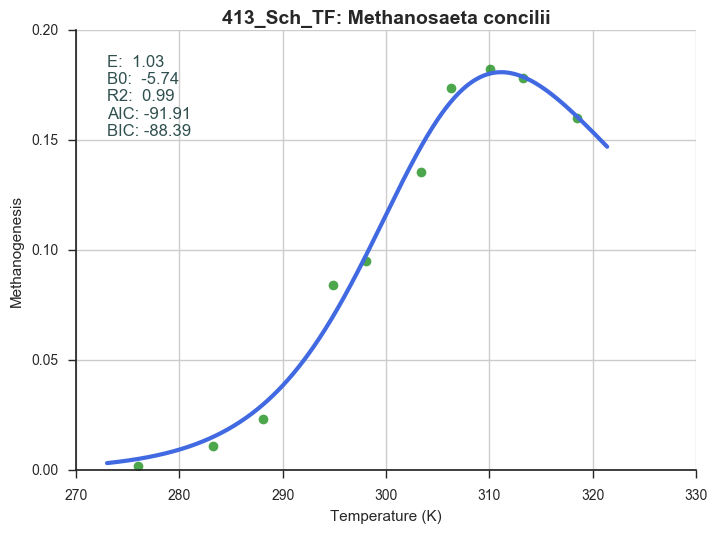 413_Sch_TF: Methanosaeta concilii
E:  1.03
B0:  -5.74
R2:  0.99
AIC: -91.91
BIC: -88.39
0.20
0.15
0.10
0.05
0.00
Methanogenesis
270 280 290 300 310 320 330
Temperature (K)